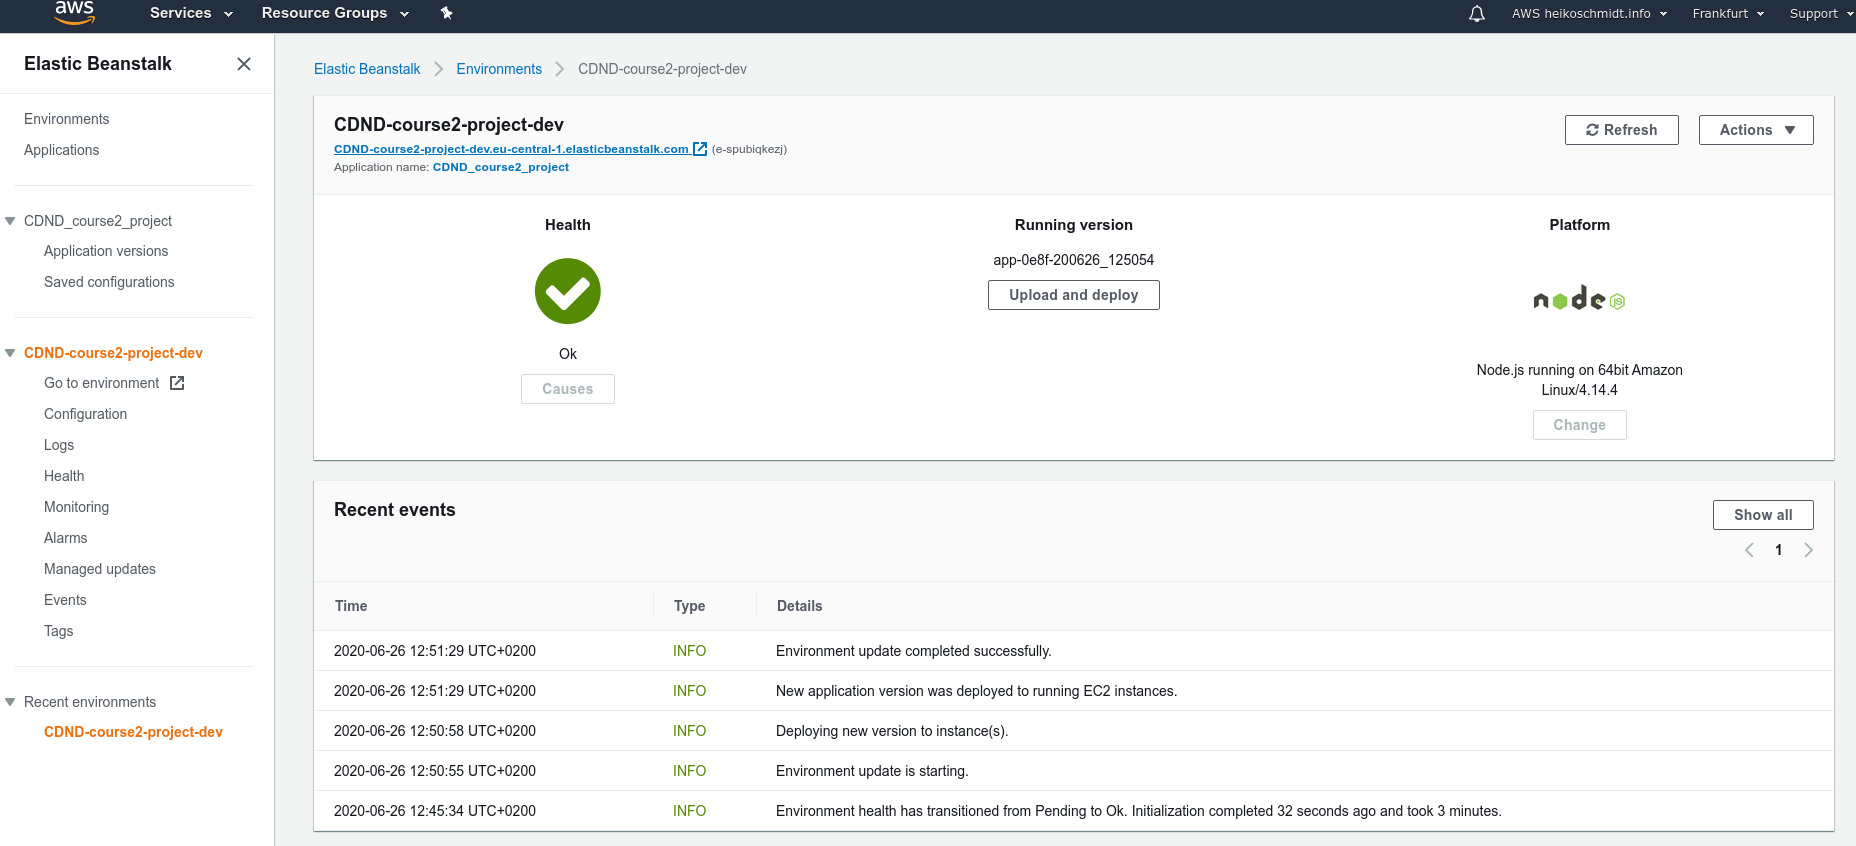 aws Services Resource Groups AWS heikoschmidt.info Frankfurt Support
Elastic Beanstalk
Environments
Applications
CDND_course2_project
Application versions
Saved configurations
CDND-course2-project-dev
Go to environment
Configuration
Logs
Health
Monitoring
Alarms
Managed updates
Events
Tags
Recent environments
CDND-course2-project-dev
Elastic Beanstalk Environments CDND-course2-project-dev
CDND-course2-project-dev
CDND-course2-project-dev.eu-central-1.elasticbeanstalk.com (e-spubiqkezj)
Application name: CDND_course2_project
Refresh Actions
Health
Ok
Causes
Running version
app-0e8f-200626_125054
Upload and deploy
Platform
node JS
Node.js running on 64bit Amazon
Linux/4.14.4
Change
Recent events
Show all
1
Time Type Details
2020-06-26 12:51:29 UTC+0200 INFO Environment update completed successfully.
2020-06-26 12:51:29 UTC+0200 INFO New application version was deployed to running EC2 instances.
2020-06-26 12:50:58 UTC+0200 INFO Deploying new version to instance(s).
2020-06-26 12:50:55 UTC+0200 INFO Environment update is starting.
2020-06-26 12:45:34 UTC+0200 INFO Environment health has transitioned from Pending to Ok. Initialization completed 32 seconds ago and took 3 minutes.